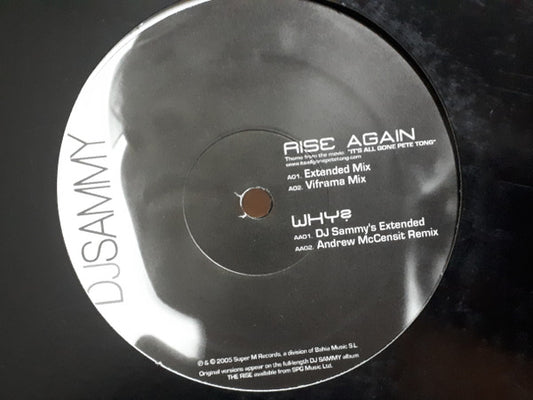 DJSAMMY
RISE AGAIN
Theme from the movie: "IT'S ALL GONE PETE TONG"
A01. Extended Mix
A02. Viframa Mix
WHY?
AA01. DJ Sammy's Extended
AA02. Andrew McCensit Remix
℗ & © 2005 Super M Records, a division of Bahia Music S.L.
Original versions appear on the full-length DJ SAMMY album
THE RISE available from SPG Music Ltd.